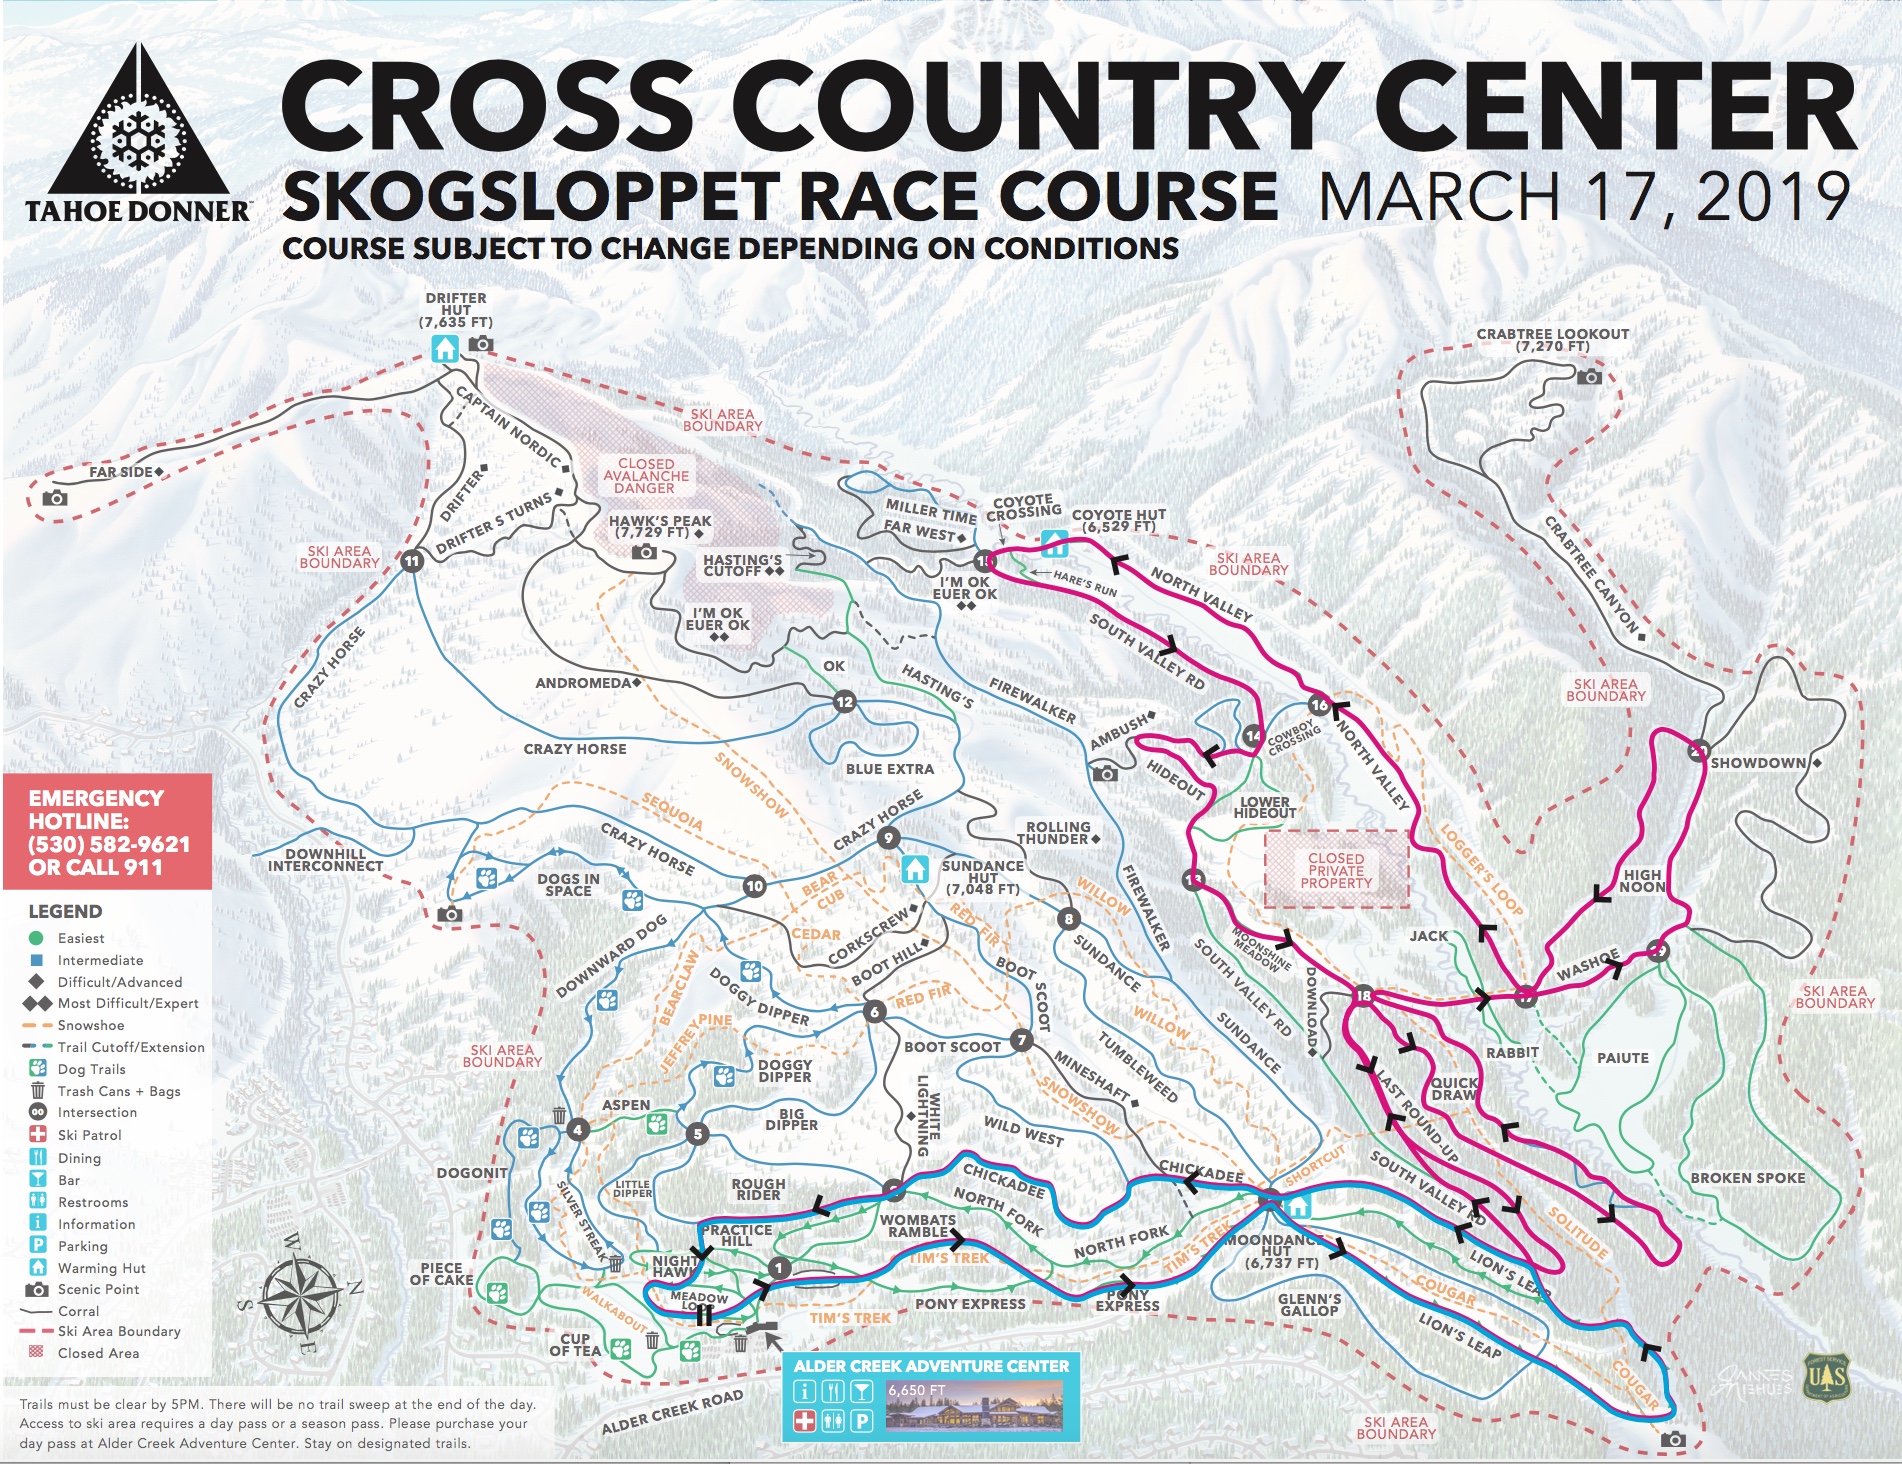 CROSS COUNTRY CENTER
SKOGSLOPPET RACE COURSE MARCH 17, 2019
COURSE SUBJECT TO CHANGE DEPENDING ON CONDITIONS
TAHOE DONNER
DRIFTER
HUT
(7,635 FT)
CRABTREE LOOKOUT
(7,270 FT)
CAPTAIN NORDIC
SKI AREA
BOUNDARY
FAR SIDE
CLOSED
AVALANCHE
DANGER
DRIFTER
DRIFTER S TURNS
HAWK'S PEAK
(7,729 FT)
MILLER TIME
FAR WEST
COYOTE
CROSSING
COYOTE HUT
(6,529 FT)
CRABTREE CANYON
SKI AREA
BOUNDARY
11
HASTING'S
CUTOFF
15
I'M OK
EUER OK
HARE'S RUN
NORTH VALLEY
SKI AREA
BOUNDARY
I'M OK
EUER OK
SOUTH VALLEY RD
CRAZY HORSE
OK
ANDROMEDA
HASTING'S
FIREWALKER
SKI AREA
BOUNDARY
12
16
AMBUSH
14
COWBOY
CROSSING
NORTH VALLEY
CRAZY HORSE
BLUE EXTRA
HIDEOUT
SHOWDOWN
SNOWSHOW
SEQUOIA
LOWER
HIDEOUT
EMERGENCY
HOTLINE:
(530) 582-9621
OR CALL 911
CRAZY HORSE
CRAZY HORSE
9
ROLLING
THUNDER
LOGGER'S LOOP
DOWNHILL
INTERCONNECT
DOGS IN
SPACE
10
BEAR
CUB
SUNDANCE
HUT
(7,048 FT)
WILLOW
FIREWALKER
CLOSED
PRIVATE
PROPERTY
13
HIGH
NOON
LEGEND
Easiest
Intermediate
Difficult/Advanced
Most Difficult/Expert
Snowshoe
Trail Cutoff/Extension
Dog Trails
Trash Cans + Bags
00
Intersection
Ski Patrol
Dining
Bar
Restrooms
i
Information
P
Parking
Warming Hut
Scenic Point
Corral
Ski Area Boundary
Closed Area
DOWNWARD DOG
CEDAR
CORKSCREW
RED FIR
8
SUNDANCE
MOONSHINE
MEADOW
JACK
WASHOE
BEARCLAW
DOGGY DIPPER
BOOT HILL
RED FIR
BOOT
SCOOT
SOUTH VALLEY RD
DOWNLOAD
18
SKI AREA
BOUNDARY
JEFFREY PINE
6
WILLOW
SUNDANCE
SKI AREA
BOUNDARY
BOOT SCOOT
7
RABBIT
PAIUTE
DOGGY
DIPPER
MINESHAFT
TUMBLEWEED
LAST ROUND-UP
QUICK
DRAW
ASPEN
BIG
DIPPER
WHITE
LIGHTNING
SNOWSHOW
4
5
WILD WEST
DOGONIT
LITTLE
DIPPER
ROUGH
RIDER
CHICKADEE
CHICKADEE
SHORTCUT
SOUTH VALLEY RD
BROKEN SPOKE
SILVER STREAK
NORTH FORK
WOMBATS
RAMBLE
PRACTICE
HILL
NORTH FORK
TIM'S TREK
SOLITUDE
MOONDANCE
HUT
(6,737 FT)
PIECE
OF CAKE
NIGHT
HAWK
1
TIM'S TREK
LION'S LEAP
MEADOW
LOOP
PONY EXPRESS
PONY
EXPRESS
COUGAR
GLENN'S
GALLOP
WALKABOUT
TIM'S TREK
LION'S LEAP
CUP
OF TEA
W
N
S
E
ALDER CREEK ADVENTURE CENTER
6,650 FT
i
P
COUGAR
ALDER CREEK ROAD
SKI AREA
BOUNDARY
FOREST SERVICE
U S
Trails must be clear by 5PM. There will be no trail sweep at the end of the day.
Access to ski area requires a day pass or a season pass. Please purchase your
day pass at Alder Creek Adventure Center. Stay on designated trails.